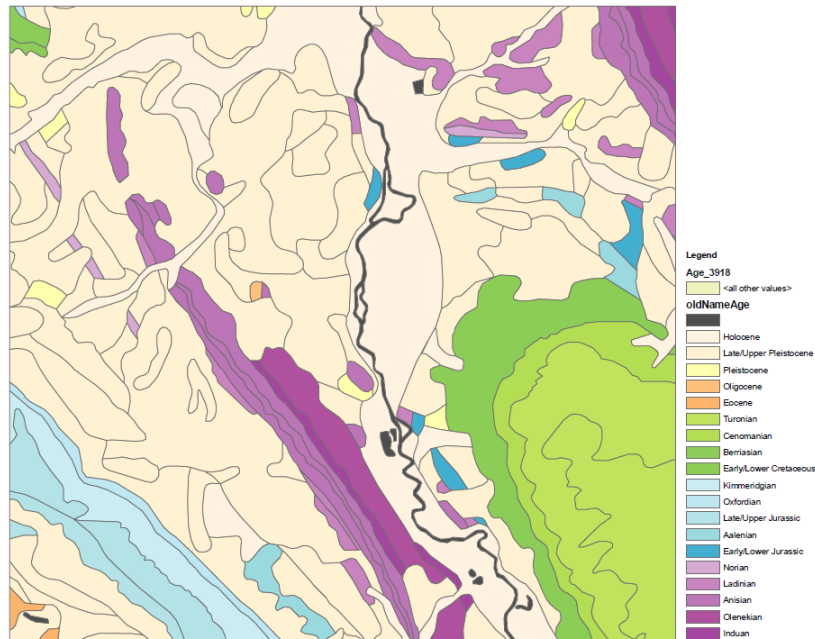 Legend
Age_3918
<all other values>
oldNameAge
Holocene
Late/Upper Pleistocene
Pleistocene
Oligocene
Eocene
Turonian
Cenomanian
Berriasian
Early/Lower Cretaceous
Kimmeridgian
Oxfordian
Late/Upper Jurassic
Aalenian
Early/Lower Jurassic
Norian
Ladinian
Anisian
Olenekian
Induan